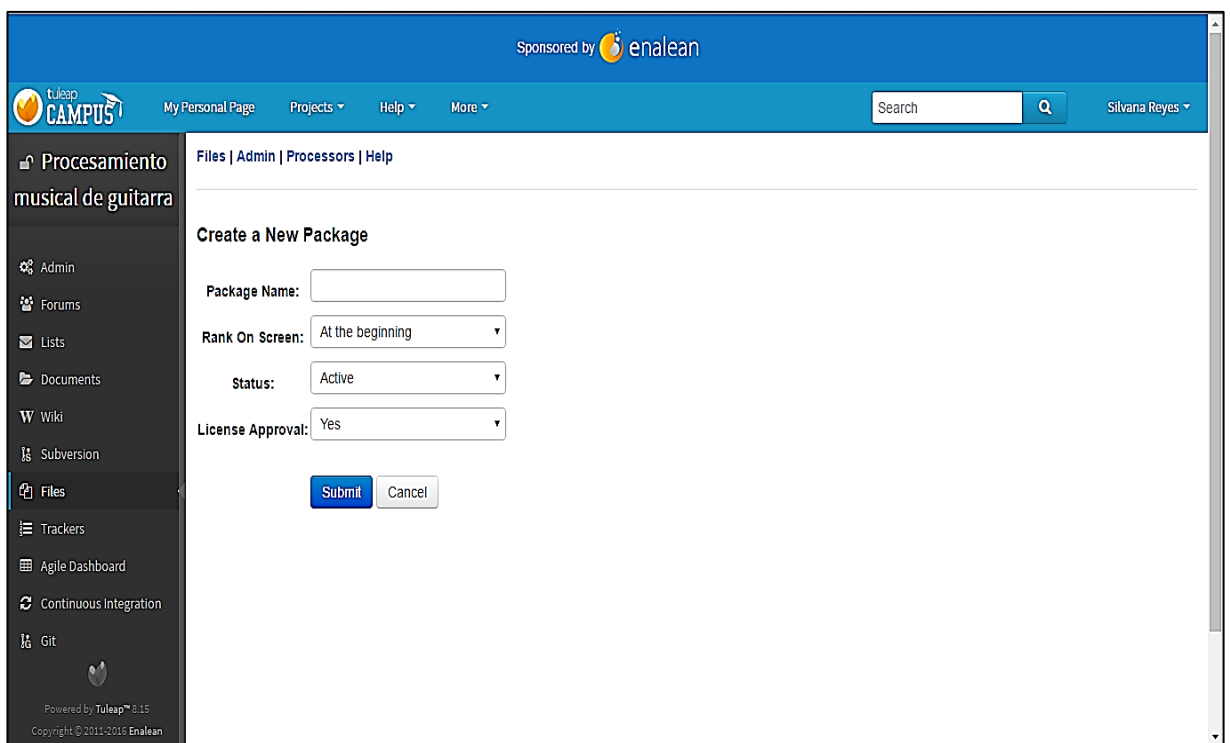 Sponsored by enalean
tuleap
CAMPUS
My Personal Page Projects Help More Search Silvana Reyes
Procesamiento
musical de guitarra
Admin
Forums
Lists
Documents
W Wiki
Subversion
Files
Trackers
Agile Dashboard
Continuous Integration
Git
Powered by Tuleap™ 8.15
Copyright © 2011-2016 Enalean
Files | Admin | Processors | Help
Create a New Package
Package Name:
Rank On Screen: At the beginning
Status: Active
License Approval: Yes
Submit Cancel